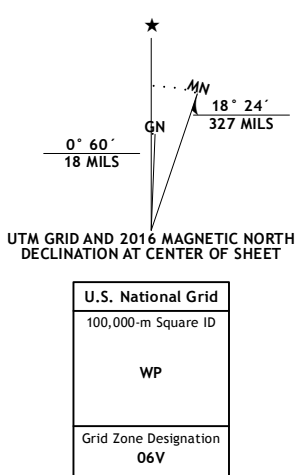 ★
MN
18° 24´
327 MILS
GN
0° 60´
18 MILS
UTM GRID AND 2016 MAGNETIC NORTH
DECLINATION AT CENTER OF SHEET
U.S. National Grid
100,000-m Square ID
WP
Grid Zone Designation
06V